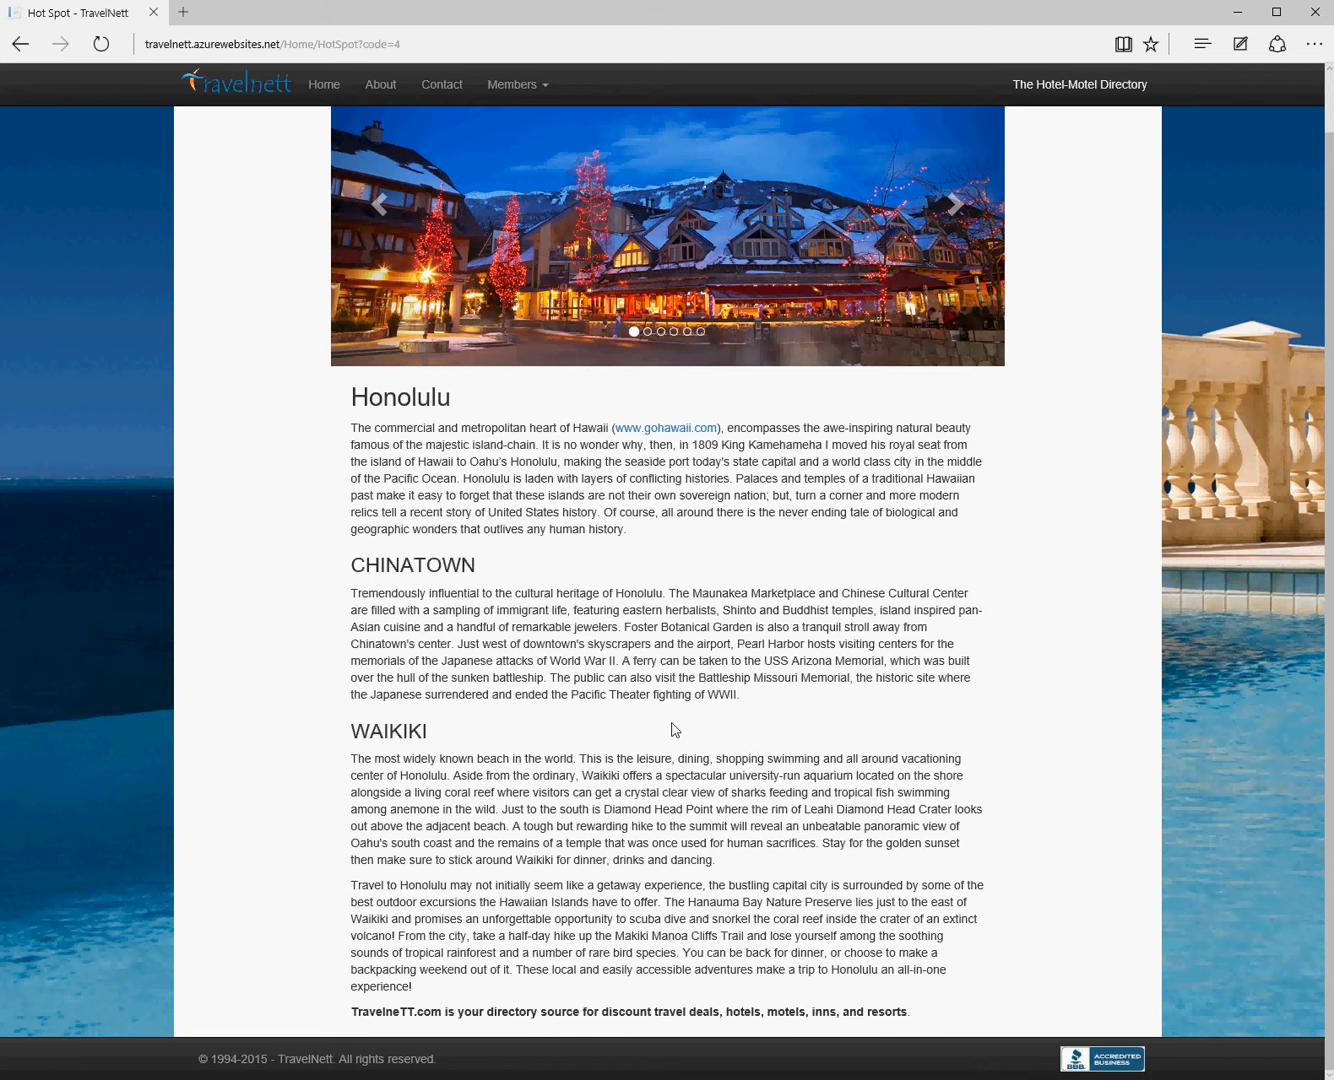 Hot Spot - TravelNett
travelnett.azurewebsites.net/Home/HotSpot?code=4
Travelnett Home About Contact Members The Hotel-Motel Directory
Honolulu
The commercial and metropolitan heart of Hawaii (www.gohawaii.com), encompasses the awe-inspiring natural beauty
famous of the majestic island-chain. It is no wonder why, then, in 1809 King Kamehameha I moved his royal seat from
the island of Hawaii to Oahu's Honolulu, making the seaside port today's state capital and a world class city in the middle
of the Pacific Ocean. Honolulu is laden with layers of conflicting histories. Palaces and temples of a traditional Hawaiian
past make it easy to forget that these islands are not their own sovereign nation; but, turn a corner and more modern
relics tell a recent story of United States history. Of course, all around there is the never ending tale of biological and
geographic wonders that outlives any human history.
CHINATOWN
Tremendously influential to the cultural heritage of Honolulu. The Maunakea Marketplace and Chinese Cultural Center
are filled with a sampling of immigrant life, featuring eastern herbalists, Shinto and Buddhist temples, island inspired pan-
Asian cuisine and a handful of remarkable jewelers. Foster Botanical Garden is also a tranquil stroll away from
Chinatown's center. Just west of downtown's skyscrapers and the airport, Pearl Harbor hosts visiting centers for the
memorials of the Japanese attacks of World War II. A ferry can be taken to the USS Arizona Memorial, which was built
over the hull of the sunken battleship. The public can also visit the Battleship Missouri Memorial, the historic site where
the Japanese surrendered and ended the Pacific Theater fighting of WWII.
WAIKIKI
The most widely known beach in the world. This is the leisure, dining, shopping swimming and all around vacationing
center of Honolulu. Aside from the ordinary, Waikiki offers a spectacular university-run aquarium located on the shore
alongside a living coral reef where visitors can get a crystal clear view of sharks feeding and tropical fish swimming
among anemone in the wild. Just to the south is Diamond Head Point where the rim of Leahi Diamond Head Crater looks
out above the adjacent beach. A tough but rewarding hike to the summit will reveal an unbeatable panoramic view of
Oahu's south coast and the remains of a temple that was once used for human sacrifices. Stay for the golden sunset
then make sure to stick around Waikiki for dinner, drinks and dancing.
Travel to Honolulu may not initially seem like a getaway experience, the bustling capital city is surrounded by some of the
best outdoor excursions the Hawaiian Islands have to offer. The Hanauma Bay Nature Preserve lies just to the east of
Waikiki and promises an unforgettable opportunity to scuba dive and snorkel the coral reef inside the crater of an extinct
volcano! From the city, take a half-day hike up the Makiki Manoa Cliffs Trail and lose yourself among the soothing
sounds of tropical rainforest and a number of rare bird species. You can be back for dinner, or choose to make a
backpacking weekend out of it. These local and easily accessible adventures make a trip to Honolulu an all-in-one
experience!
TravelneTT.com is your directory source for discount travel deals, hotels, motels, inns, and resorts.
© 1994-2015 - TravelNett. All rights reserved.
BBB. ACCREDITED
BUSINESS